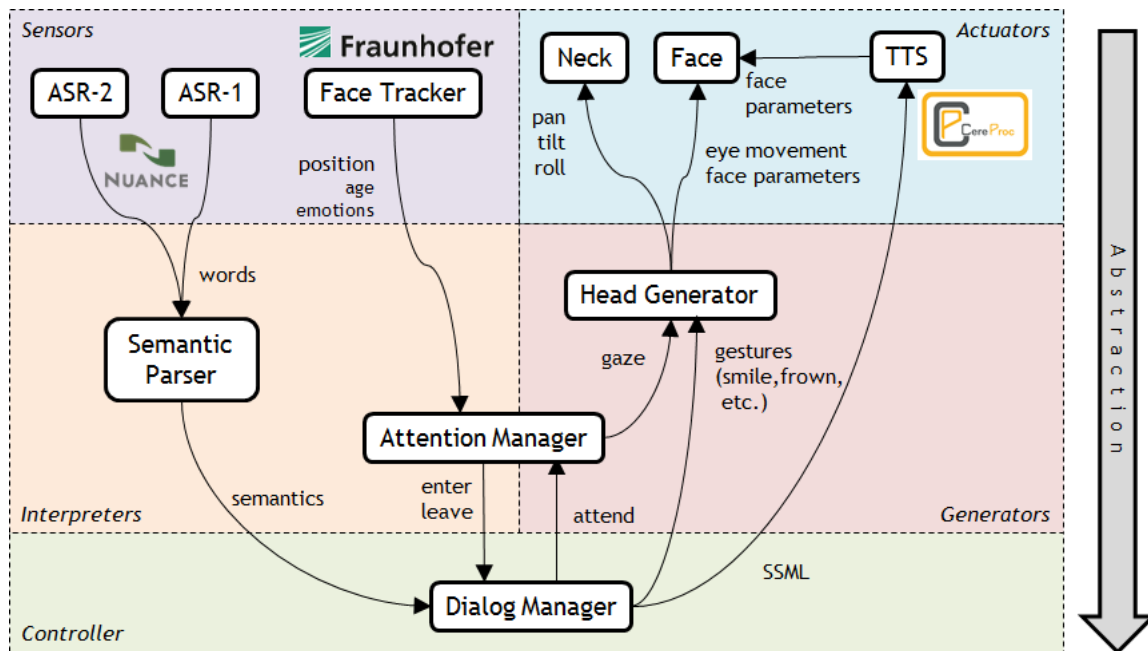 Sensors
Fraunhofer
ASR-2
ASR-1
Face Tracker
NUANCE
position
age
emotions
Actuators
Neck
Face
TTS
face
parameters
CereProc
pan
tilt
roll
eye movement
face parameters
words
Semantic
Parser
Head Generator
gaze
gestures
(smile,frown,
etc.)
Attention Manager
semantics
enter
leave
attend
Interpreters
Generators
SSML
Dialog Manager
Controller
Abstraction